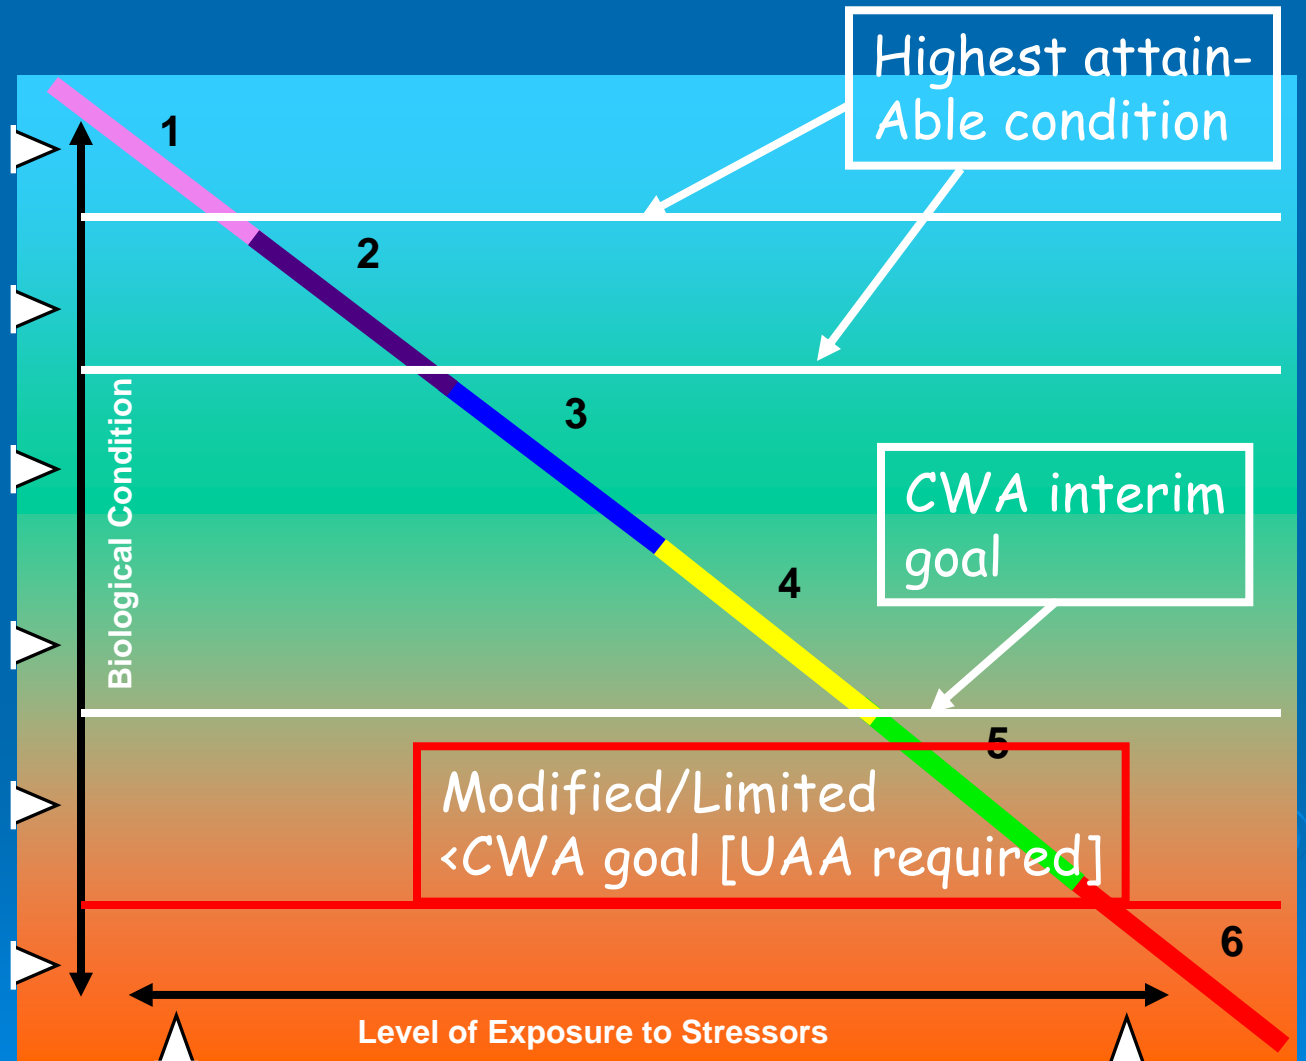 Highest attain-
Able condition
1
2
3
CWA interim
goal
Biological Condition
4
5
Modified/Limited
<CWA goal [UAA required]
6
Level of Exposure to Stressors